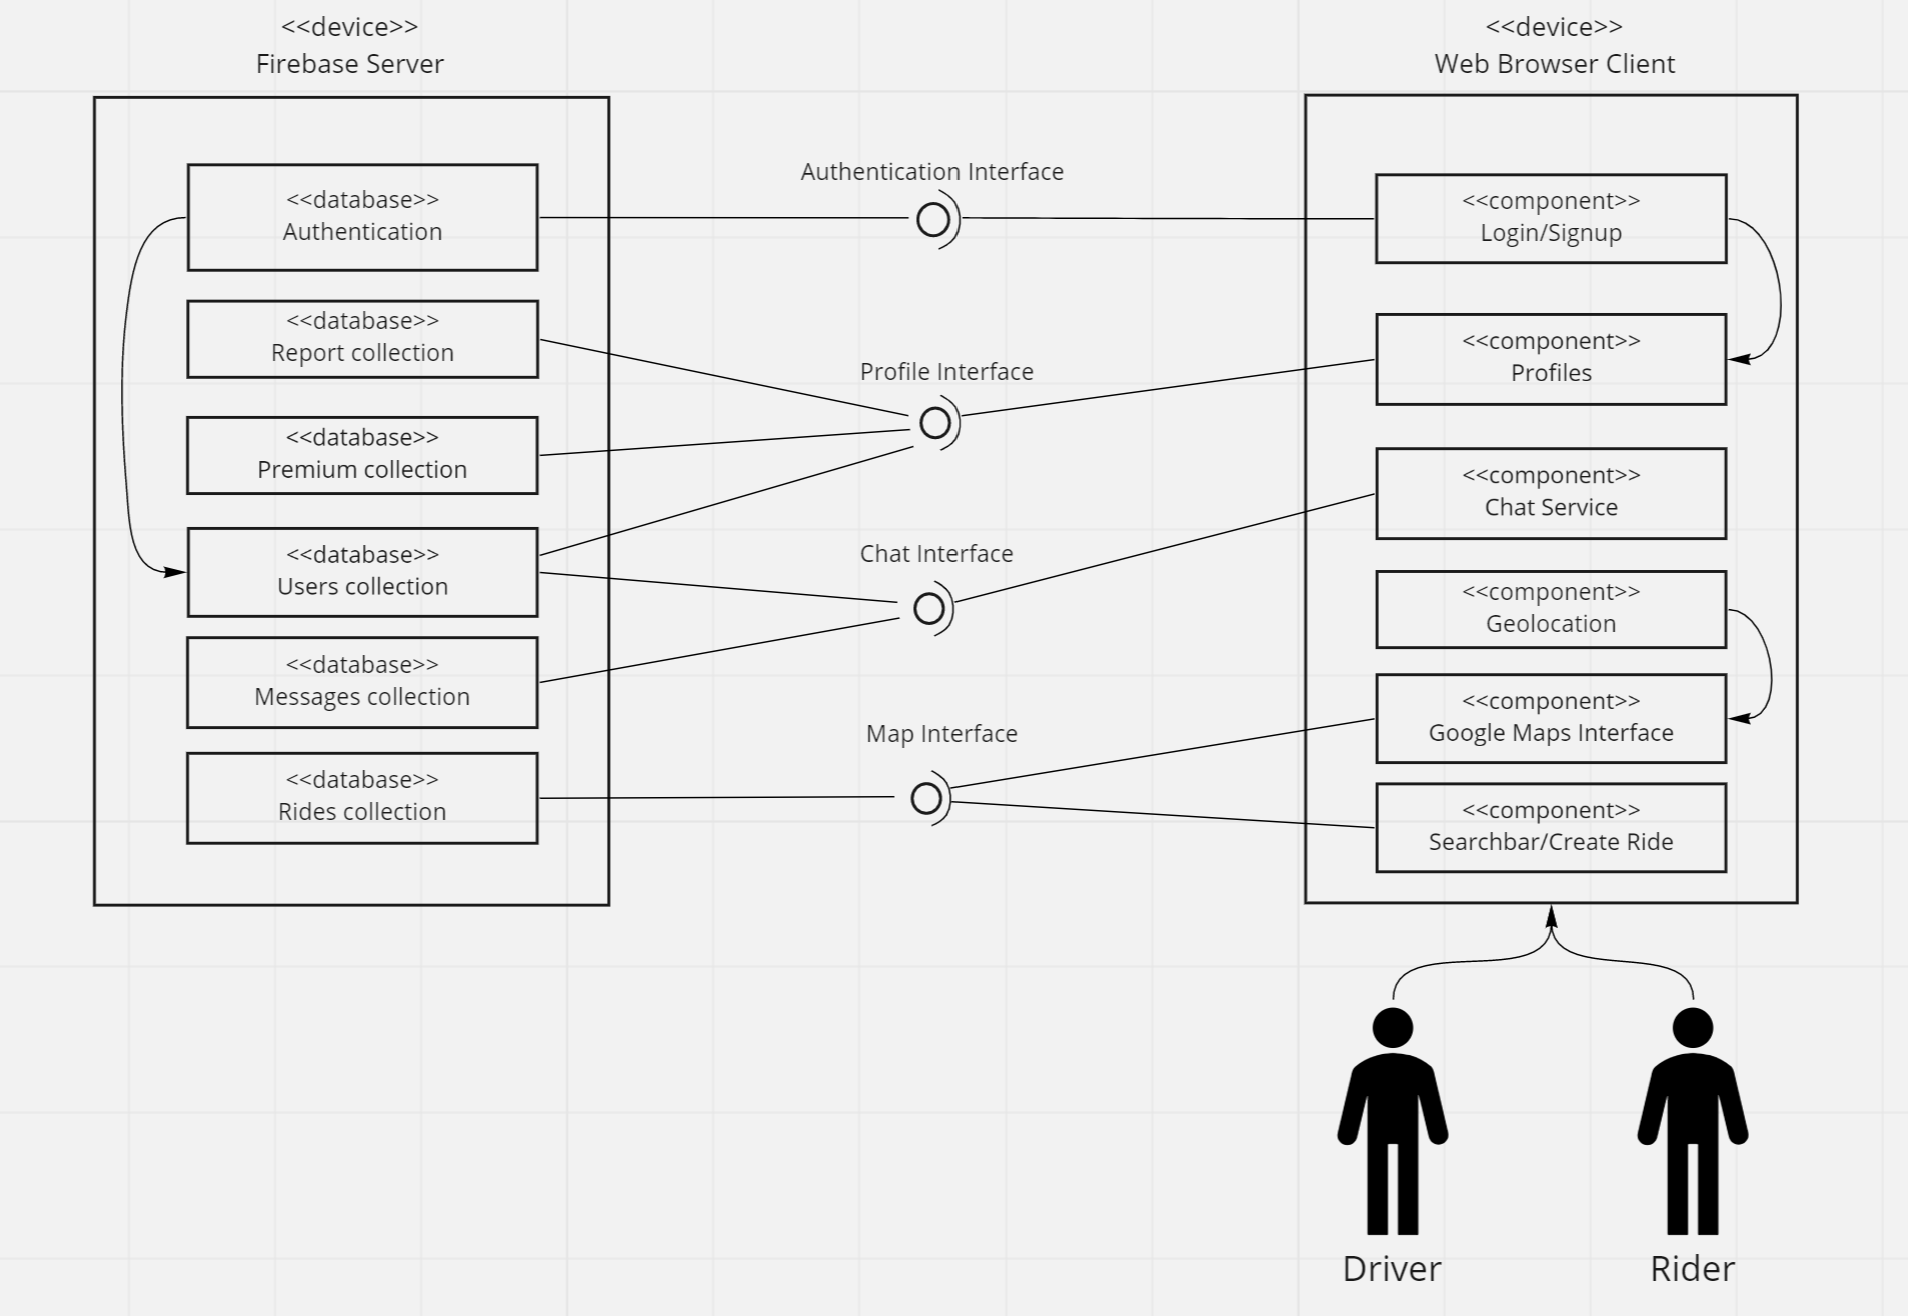 <<device>>
Firebase Server
<<database>>
Authentication
<<database>>
Report collection
<<database>>
Premium collection
<<database>>
Users collection
<<database>>
Messages collection
<<database>>
Rides collection
Authentication Interface
Profile Interface
Chat Interface
Map Interface
<<device>>
Web Browser Client
<<component>>
Login/Signup
<<component>>
Profiles
<<component>>
Chat Service
<<component>>
Geolocation
<<component>>
Google Maps Interface
<<component>>
Searchbar/Create Ride
Driver
Rider